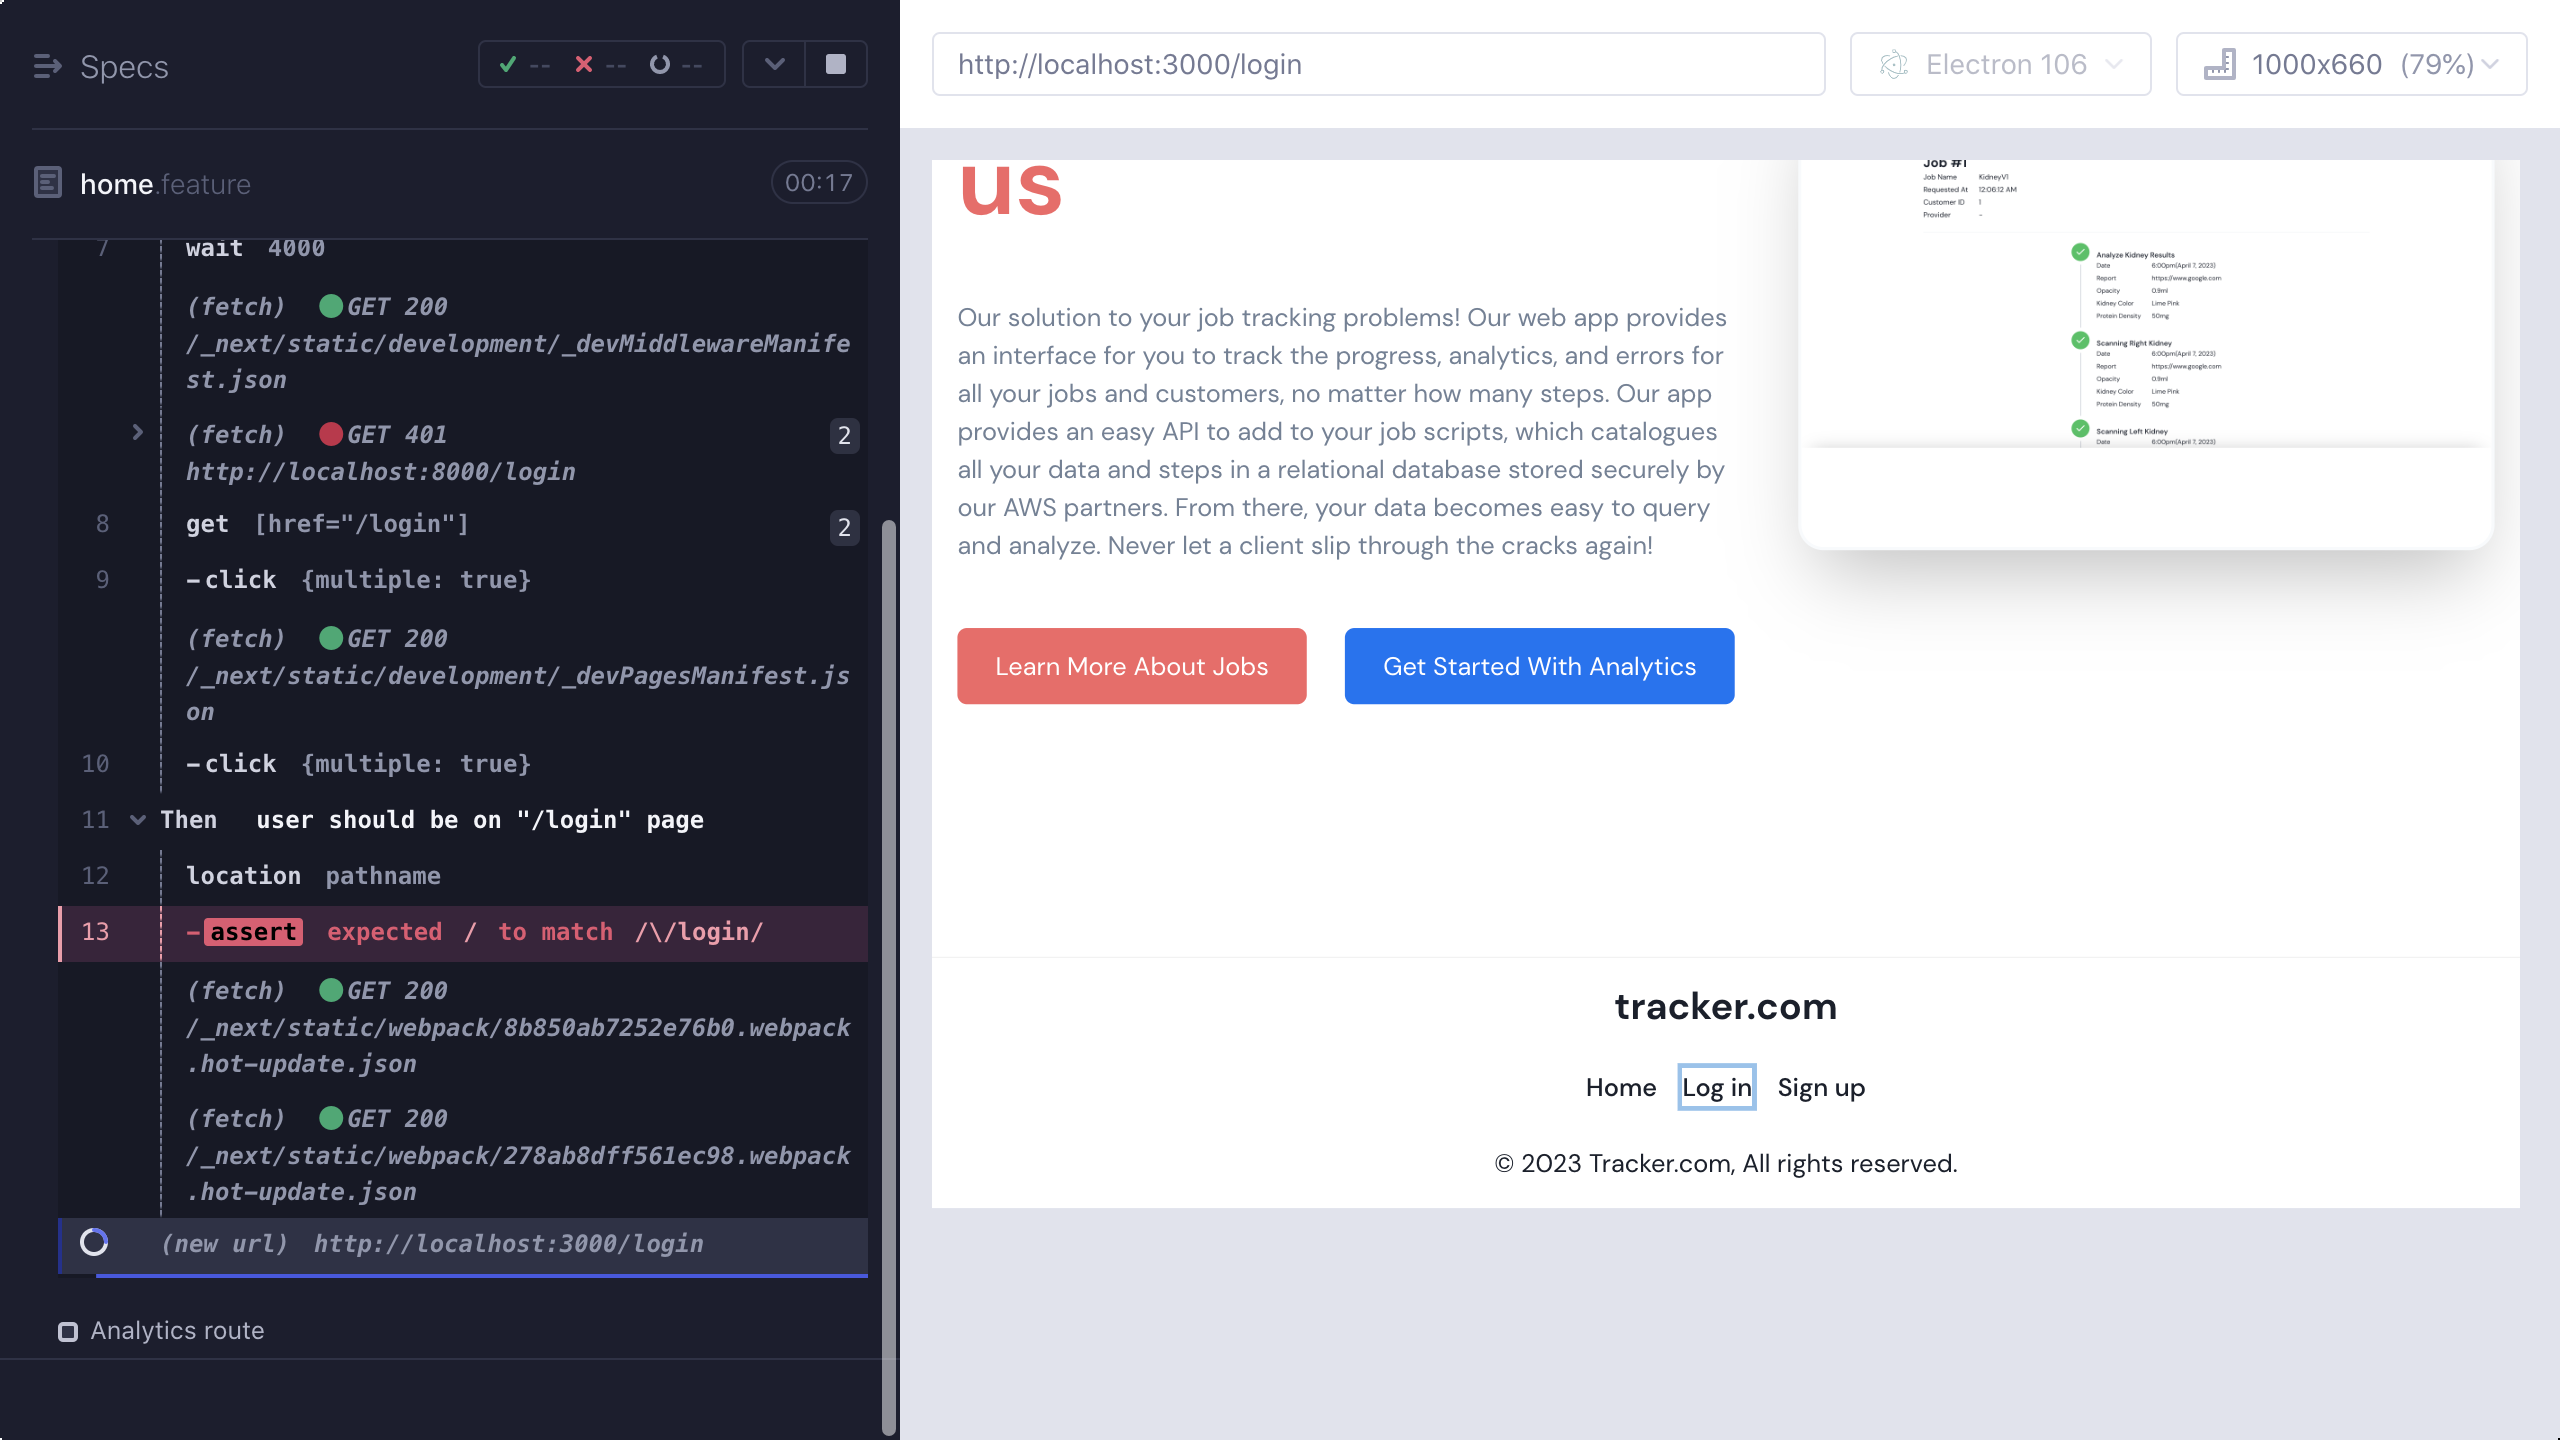 Specs
-- -- --
home.feature
00:17
7 wait 4000
(fetch) GET 200
/_next/static/development/_devMiddlewareManife
st.json
(fetch) GET 401 2
http://localhost:8000/login
8 get [href="/login"] 2
9 -click {multiple: true}
(fetch) GET 200
/_next/static/development/_devPagesManifest.js
on
10 -click {multiple: true}
11 Then user should be on "/login" page
12 location pathname
13 -assert expected / to match /\/login/
(fetch) GET 200
/_next/static/webpack/8b850ab7252e76b0.webpack
.hot-update.json
(fetch) GET 200
/_next/static/webpack/278ab8dff561ec98.webpack
.hot-update.json
(new url) http://localhost:3000/login
Analytics route
http://localhost:3000/login
Electron 106
1000x660 (79%)
us
Our solution to your job tracking problems! Our web app provides
an interface for you to track the progress, analytics, and errors for
all your jobs and customers, no matter how many steps. Our app
provides an easy API to add to your job scripts, which catalogues
all your data and steps in a relational database stored securely by
our AWS partners. From there, your data becomes easy to query
and analyze. Never let a client slip through the cracks again!
Learn More About Jobs
Get Started With Analytics
Job #1
Job Name KidneyV1
Requested At 12:06:12 AM
Customer ID 1
Provider -
Analyze Kidney Results
Date 6:00pm(April 7, 2023)
Report https://www.google.com
Opacity 0.9ml
Kidney Color Lime Pink
Protein Density 50mg
Scanning Right Kidney
Date 6:00pm(April 7, 2023)
Report https://www.google.com
Opacity 0.9ml
Kidney Color Lime Pink
Protein Density 50mg
Scanning Left Kidney
Date 6:00pm(April 7, 2023)
tracker.com
Home Log in Sign up
© 2023 Tracker.com, All rights reserved.